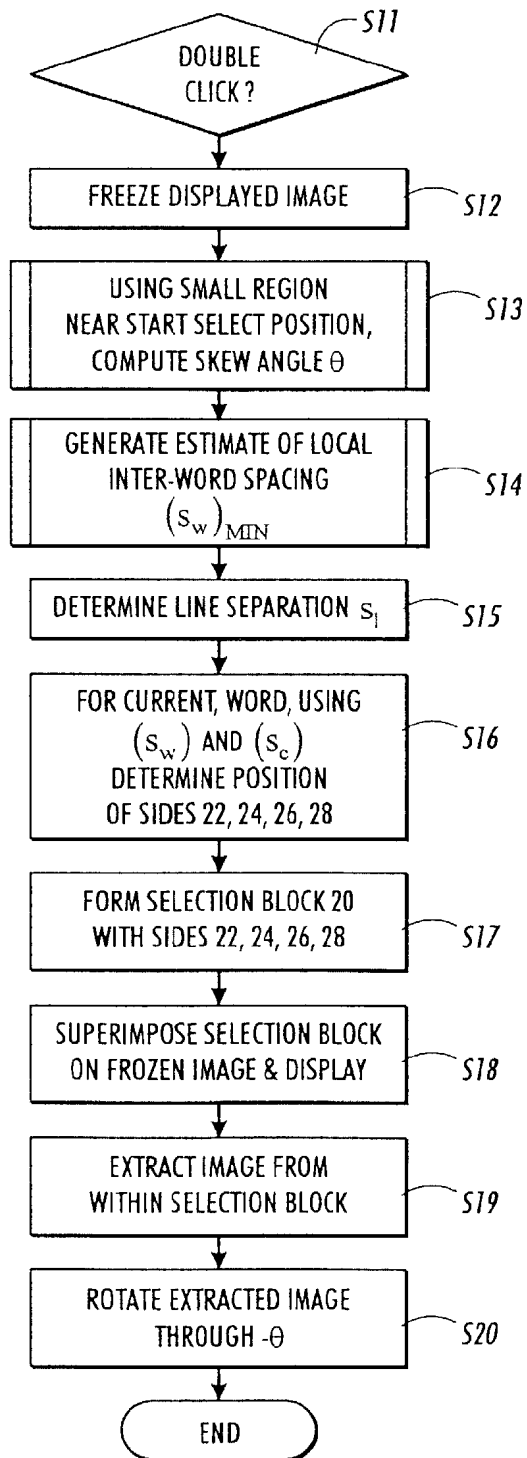 S11
DOUBLE
CLICK?
FREEZE DISPLAYED IMAGE
S12
USING SMALL REGION
NEAR START SELECT POSITION,
COMPUTE SKEW ANGLE θ
S13
GENERATE ESTIMATE OF LOCAL
INTER-WORD SPACING
(Sw)MIN
S14
DETERMINE LINE SEPARATION Sl
S15
FOR CURRENT, WORD, USING
(Sw) AND (Sc)
DETERMINE POSITION
OF SIDES 22, 24, 26, 28
S16
FORM SELECTION BLOCK 20
WITH SIDES 22, 24, 26, 28
S17
SUPERIMPOSE SELECTION BLOCK
ON FROZEN IMAGE & DISPLAY
S18
EXTRACT IMAGE FROM
WITHIN SELECTION BLOCK
S19
ROTATE EXTRACTED IMAGE
THROUGH -θ
S20
END